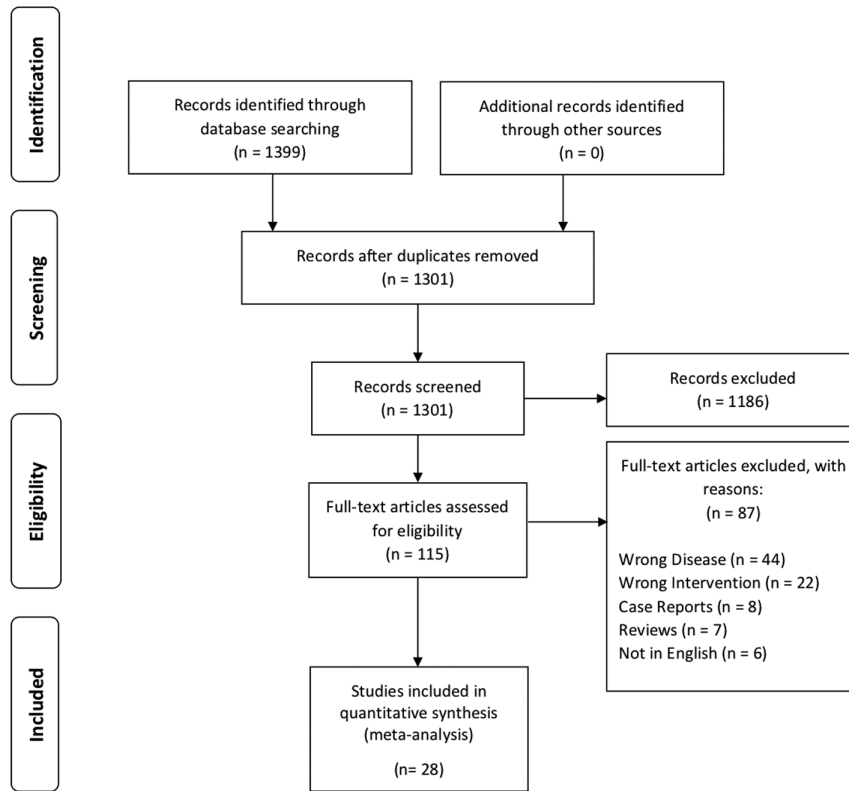 Identification
Records identified through
database searching
(n = 1399)
Additional records identified
through other sources
(n = 0)
Screening
Records after duplicates removed
(n = 1301)
Records screened
(n = 1301)
Records excluded
(n = 1186)
Eligibility
Full-text articles assessed
for eligibility
(n = 115)
Full-text articles excluded, with
reasons:
(n = 87)
Wrong Disease (n = 44)
Wrong Intervention (n = 22)
Case Reports (n = 8)
Reviews (n = 7)
Not in English (n = 6)
Included
Studies included in
quantitative synthesis
(meta-analysis)
(n= 28)